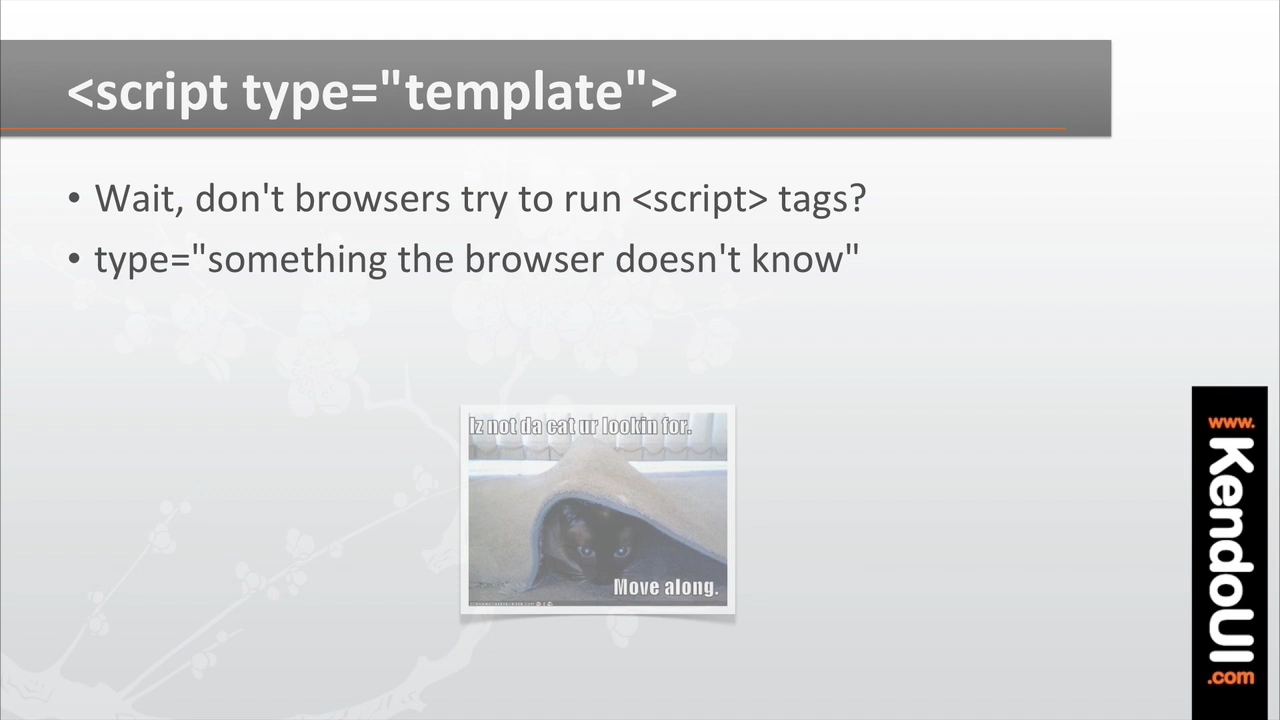 <script type="template">
• Wait, don't browsers try to run <script> tags?
• type="something the browser doesn't know"
Iz not da cat ur lookin for.
Move along.
www.
KendoUI
.com